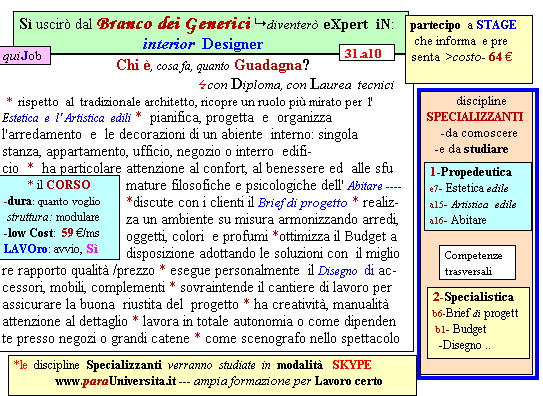 Sì uscirò dal Branco dei Generici diventerò eXpert iN:
interior Designer
quiJob
31.a10
Chi è, cosa fa, quanto Guadagna?
con Diploma, con Laurea tecnici
* rispetto al tradizionale architetto, ricopre un ruolo più mirato per l'
Estetica e l'Artistica edili * pianifica, progetta e organizza
l'arredamento e le decorazioni di un abiente interno: singola
stanza, appartamento, ufficio, negozio o interro edifi-
cio * ha particolare attenzione al confort, al benessere ed alle sfu
mature filosofiche e psicologiche dell' Abitare ----
*discute con i clienti il Brief di progetto * realiz-
za un ambiente su misura armonizzando arredi,
oggetti, colori e profumi *ottimizza il Budget a
disposizione adottando le soluzioni con il miglio
re rapporto qualità /prezzo * esegue personalmente il Disegno di ac-
cessori, mobili, complementi * sovraintende il cantiere di lavoro per
assicurare la buona riustita del progetto * ha creatività, manualità
attenzione al dettaglio * lavora in totale autonomia o come dipenden
te presso negozi o grandi catene * come scenografo nello spettacolo
* il CORSO
-dura: quanto voglio
struttura: modulare
-low Cost: 59 €/ms
LAVOro: avvio, Sì
partecipo a STAGE
che informa e pre
senta >costo- 64 €
discipline
SPECIALIZZANTI
-da conoscere
-e da studiare
1-Propedeutica
e7- Estetica edile
a15- Artistica edile
a16- Abitare
Competenze
trasversali
2-Specialistica
b6-Brief di progett
b1- Budget
-Disegno ..
*le discipline Specializzanti verranno studiate in modalità SKYPE
www.paraUniversita.it --- ampia formazione per Lavoro certo